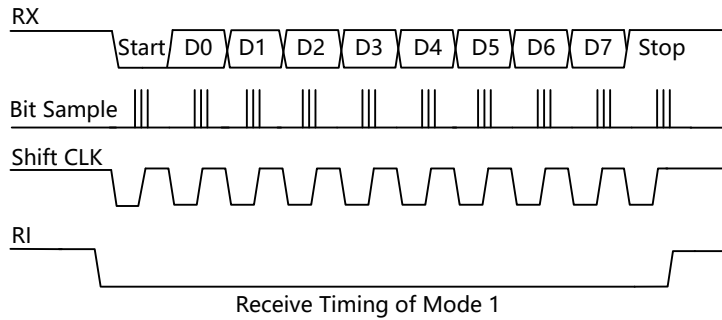 RX
Start D0 D1 D2 D3 D4 D5 D6 D7 Stop
Bit Sample
Shift CLK
RI
Receive Timing of Mode 1